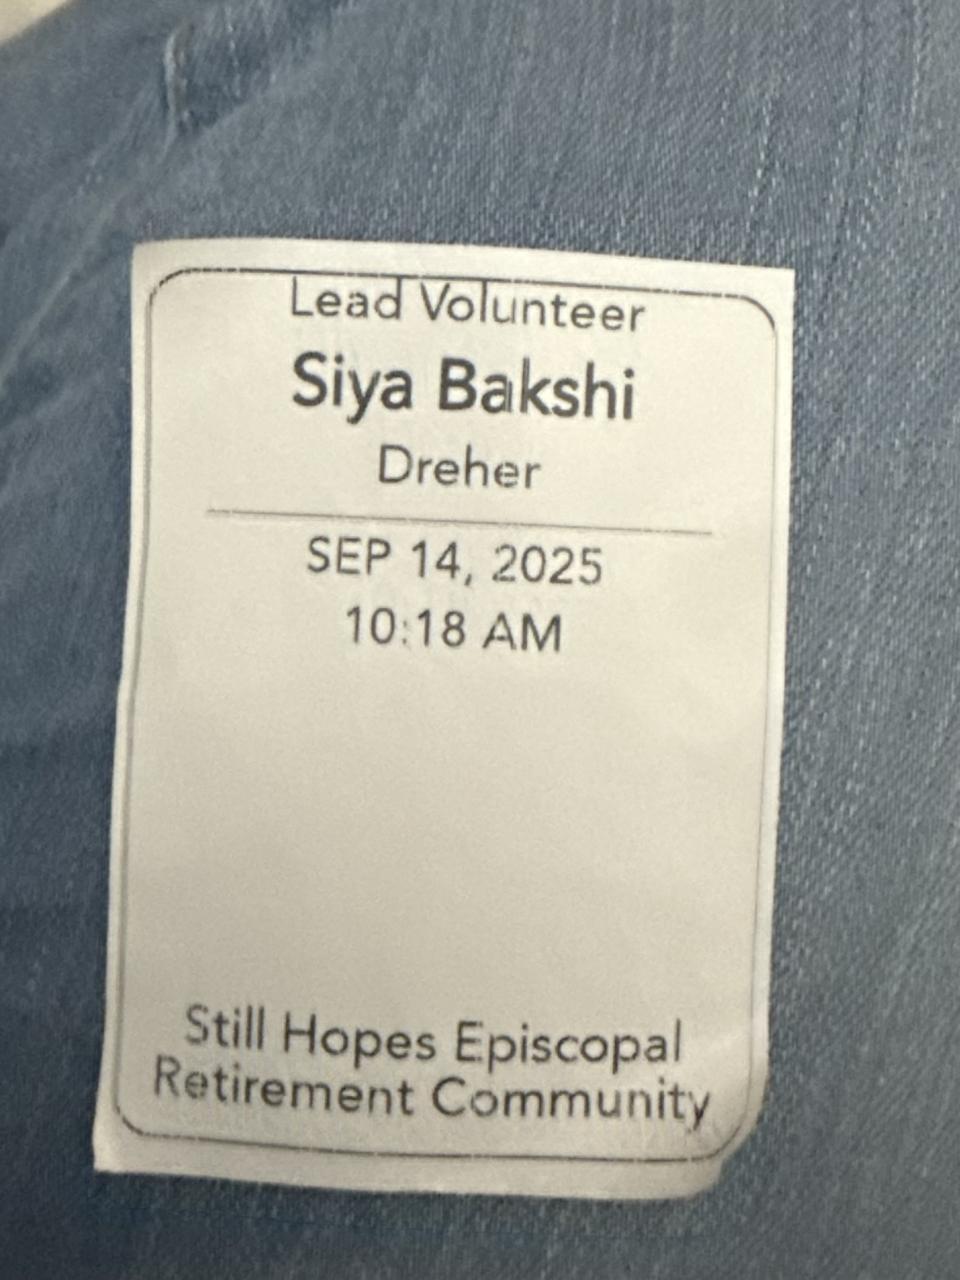 Lead Volunteer
Siya Bakshi
Dreher
SEP 14, 2025
10:18 AM
Still Hopes Episcopal
Retirement Community